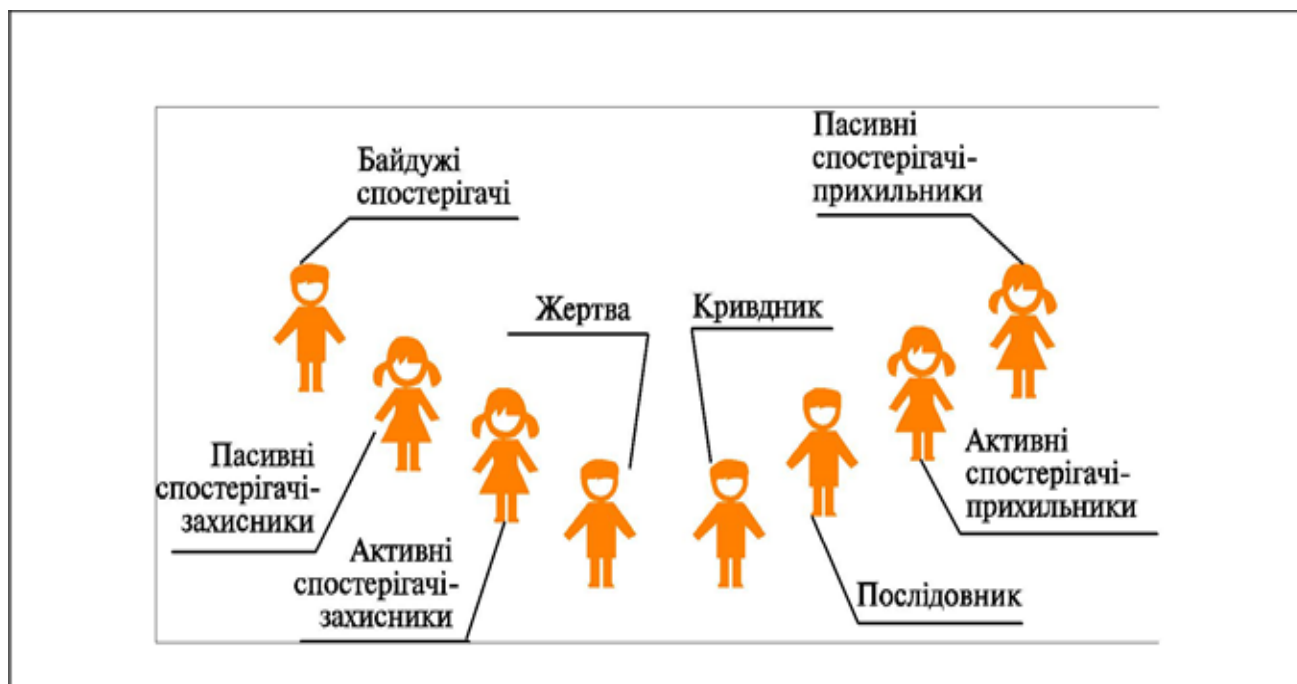 Байдужі
спостерігачі
Пасивні
спостерігачі-
прихильники
Жертва
Кривдник
Пасивні
спостерігачі-
захисники
Активні
спостерігачі-
захисники
Активні
спостерігачі-
прихильники
Послідовник